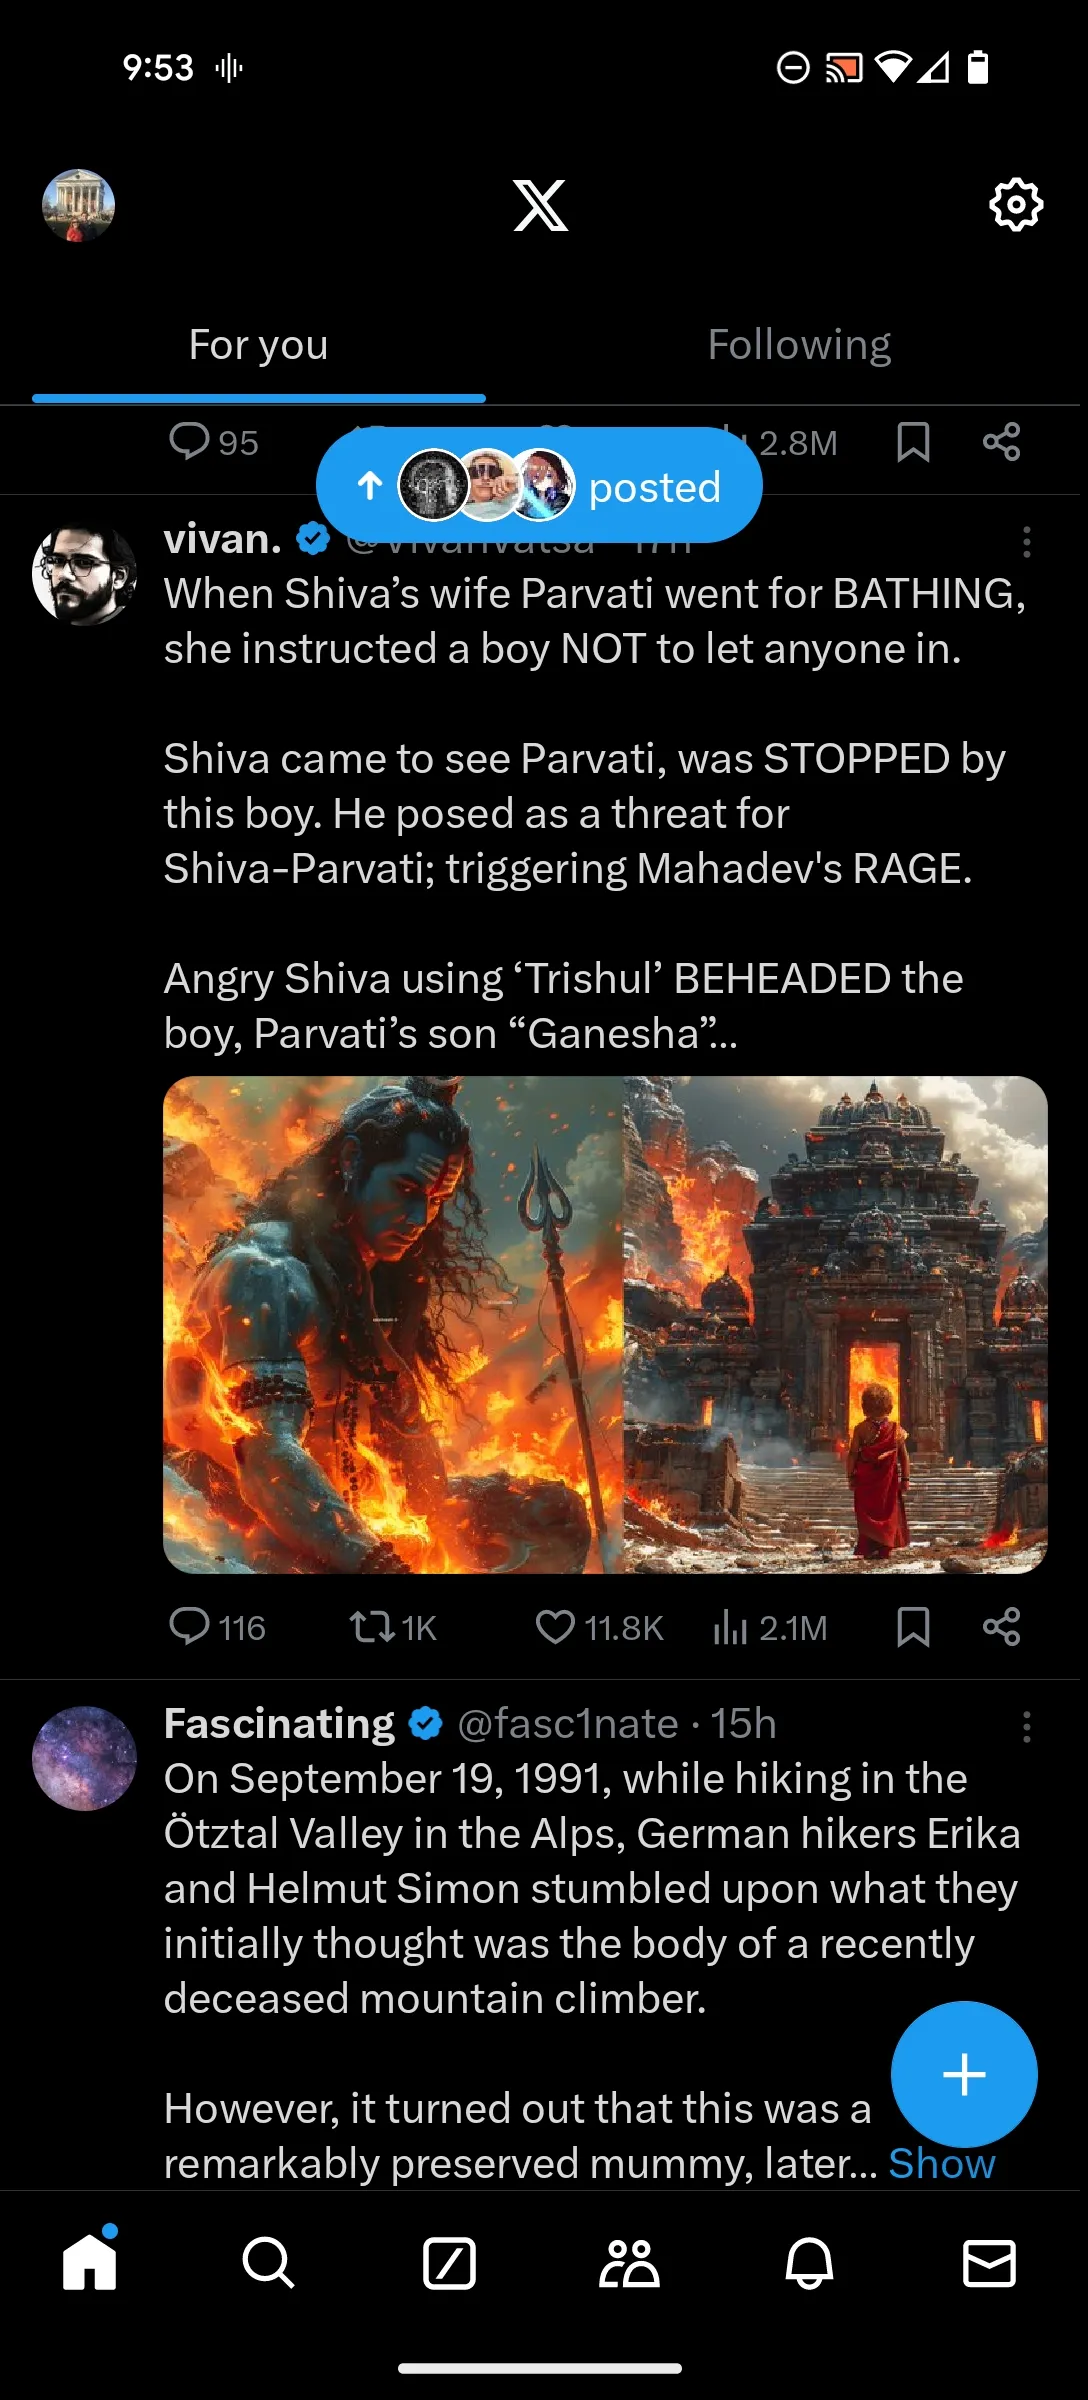 9:53
For you
Following
95
2.8M
posted
vivan. @vivanvatsa · 17h
When Shiva’s wife Parvati went for BATHING,
she instructed a boy NOT to let anyone in.
Shiva came to see Parvati, was STOPPED by
this boy. He posed as a threat for
Shiva-Parvati; triggering Mahadev's RAGE.
Angry Shiva using ‘Trishul’ BEHEADED the
boy, Parvati’s son “Ganesha”...
116 1K 11.8K 2.1M
Fascinating @fasc1nate · 15h
On September 19, 1991, while hiking in the
Ötztal Valley in the Alps, German hikers Erika
and Helmut Simon stumbled upon what they
initially thought was the body of a recently
deceased mountain climber.
However, it turned out that this was a
remarkably preserved mummy, later... Show